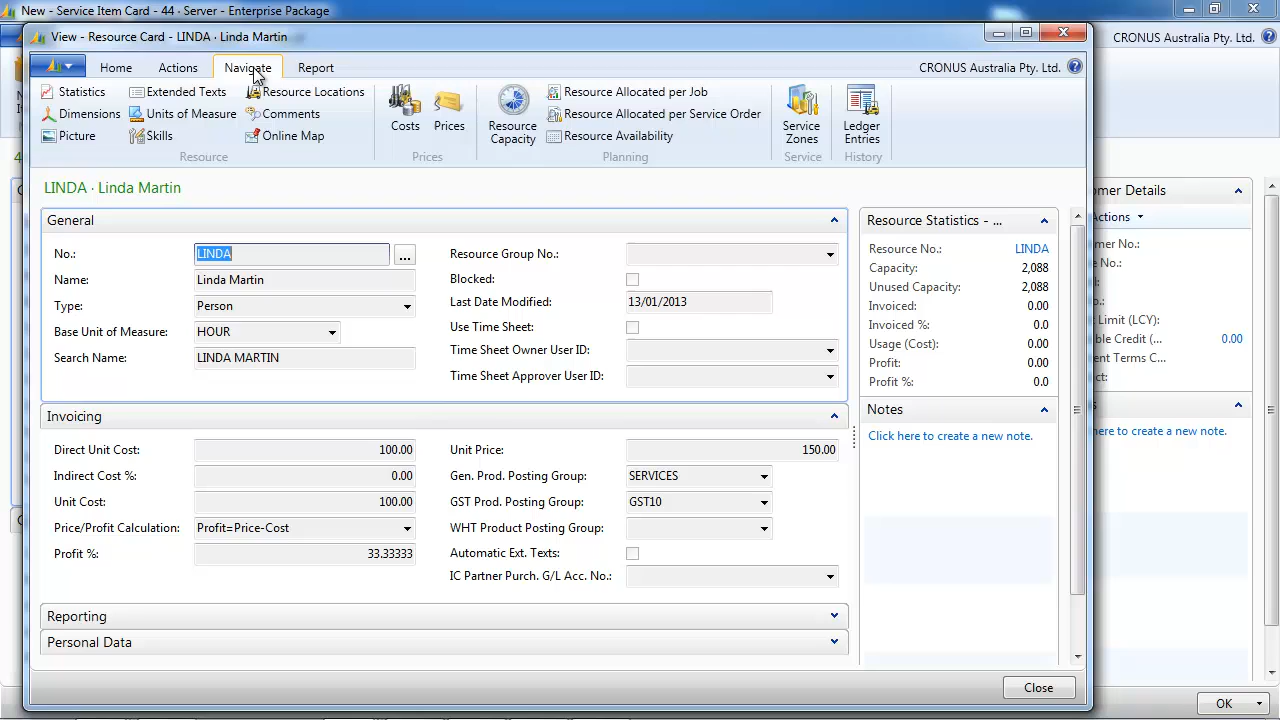 New - Service Item Card - 44 · Server - Enterprise Package
View - Resource Card - LINDA · Linda Martin
CRONUS Australia Pty. Ltd.
Home
Actions
Navigate
Report
CRONUS Australia Pty. Ltd.
Statistics
Extended Texts
Resource Locations
Dimensions
Units of Measure
Comments
Picture
Skills
Online Map
Resource
Costs
Prices
Prices
Resource Capacity
Resource Allocated per Job
Resource Allocated per Service Order
Resource Availability
Planning
Service Zones
Service
Ledger Entries
History
LINDA · Linda Martin
General
No.:
LINDA
...
Name:
Linda Martin
Type:
Person
Base Unit of Measure:
HOUR
Search Name:
LINDA MARTIN
Resource Group No.:
Blocked:
Last Date Modified:
13/01/2013
Use Time Sheet:
Time Sheet Owner User ID:
Time Sheet Approver User ID:
Invoicing
Direct Unit Cost:
100.00
Indirect Cost %:
0.00
Unit Cost:
100.00
Price/Profit Calculation:
Profit=Price-Cost
Profit %:
33.33333
Unit Price:
150.00
Gen. Prod. Posting Group:
SERVICES
GST Prod. Posting Group:
GST10
WHT Product Posting Group:
Automatic Ext. Texts:
IC Partner Purch. G/L Acc. No.:
Reporting
Personal Data
Resource Statistics - ...
Resource No.:
LINDA
Capacity:
2,088
Unused Capacity:
2,088
Invoiced:
0.00
Invoiced %:
0.0
Usage (Cost):
0.00
Profit:
0.00
Profit %:
0.0
Notes
Click here to create a new note.
Close
mer Details
Actions
mer No.:
e No.:
Limit (LCY):
ble Credit (...
0.00
ent Terms C...
ct:
here to create a new note.
OK